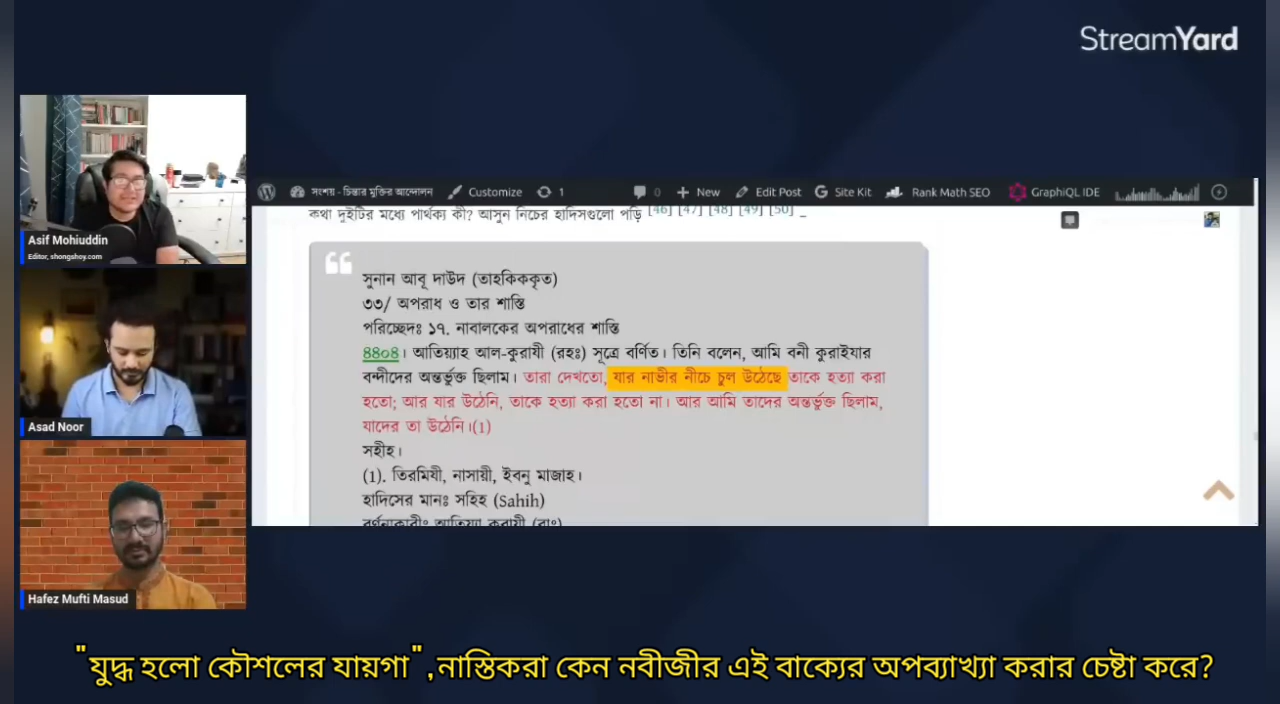 StreamYard
সংশয় - চিন্তার মুক্তির আন্দোলন Customize 1 0 New Edit Post Site Kit Rank Math SEO GraphiQL IDE
কথা দুইটির মধ্যে পার্থক্য কী? আসুন নিচের হাদিসগুলো পড়ি [46] [47] [48] [49] [50] _
সুনান আবূ দাউদ (তাহকিককৃত)
৩৩/ অপরাধ ও তার শাস্তি
পরিচ্ছেদঃ ১৭. নাবালকের অপরাধের শাস্তি
৪৪০৪। আতিয়্যাহ আল-কুরাযী (রহঃ) সূত্রে বর্ণিত। তিনি বলেন, আমি বনী কুরাইযার
বন্দীদের অন্তর্ভুক্ত ছিলাম। তারা দেখতো, যার নাভীর নীচে চুল উঠেছে তাকে হত্যা করা
হতো; আর যার উঠেনি, তাকে হত্যা করা হতো না। আর আমি তাদের অন্তর্ভুক্ত ছিলাম,
যাদের তা উঠেনি।(1)
সহীহ।
(1). তিরমিযী, নাসায়ী, ইবনু মাজাহ।
হাদিসের মানঃ সহিহ (Sahih)
বর্ণনাকারীঃ আতিয়্যা কুরাযী (রাঃ)
Asif Mohiuddin
Editor, shongshoy.com
Asad Noor
Hafez Mufti Masud
"যুদ্ধ হলো কৌশলের যায়গা",নাস্তিকরা কেন নবীজীর এই বাক্যের অপব্যাখ্যা করার চেষ্টা করে?